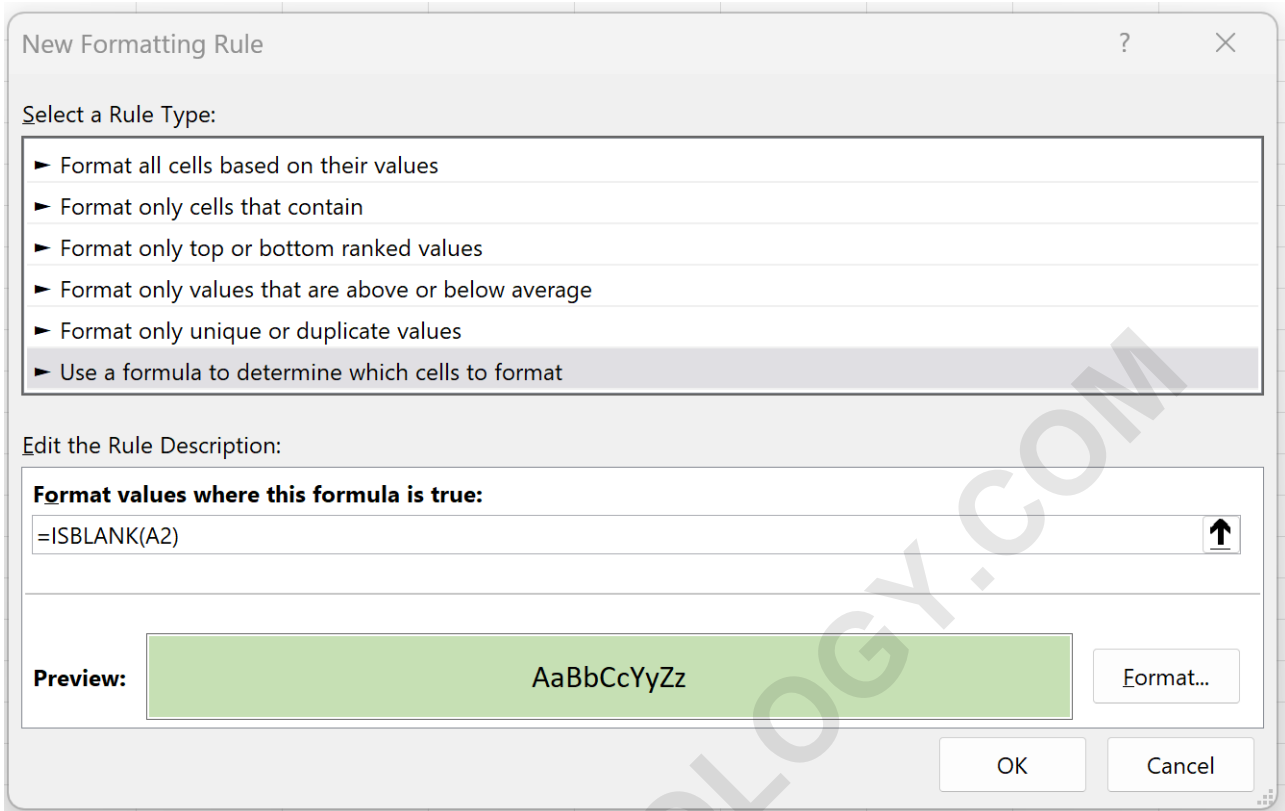 New Formatting Rule
?
Select a Rule Type:
► Format all cells based on their values
► Format only cells that contain
► Format only top or bottom ranked values
► Format only values that are above or below average
► Format only unique or duplicate values
► Use a formula to determine which cells to format
Edit the Rule Description:
Format values where this formula is true:
=ISBLANK(A2)
Preview:
AaBbCcYyZz
Format...
OK
Cancel
OLOGY.COM